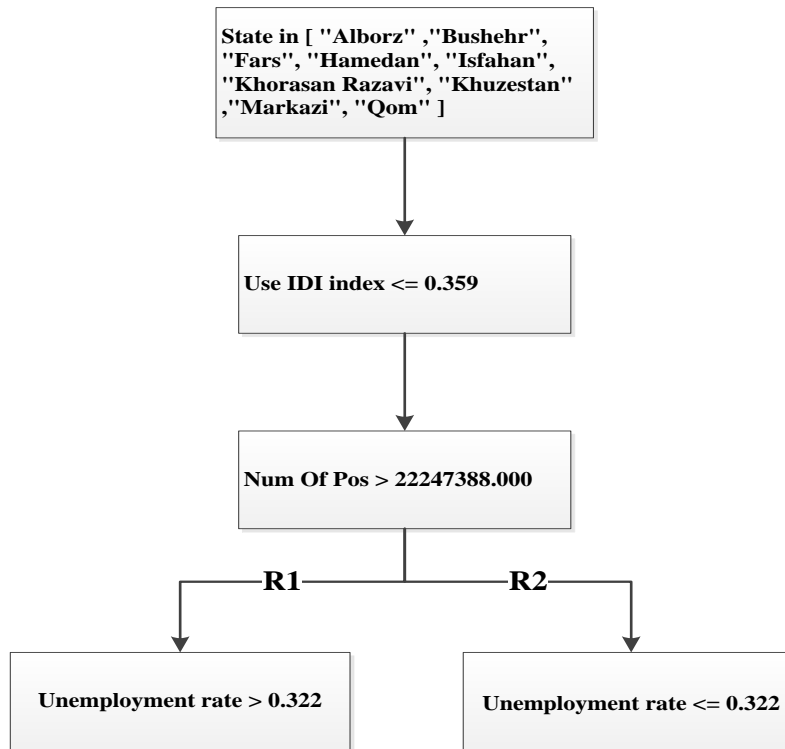 State in [ "Alborz" ,"Bushehr",
"Fars", "Hamedan", "Isfahan",
"Khorasan Razavi", "Khuzestan"
,"Markazi", "Qom" ]
Use IDI index <= 0.359
Num Of Pos > 22247388.000
R1
R2
Unemployment rate > 0.322
Unemployment rate <= 0.322